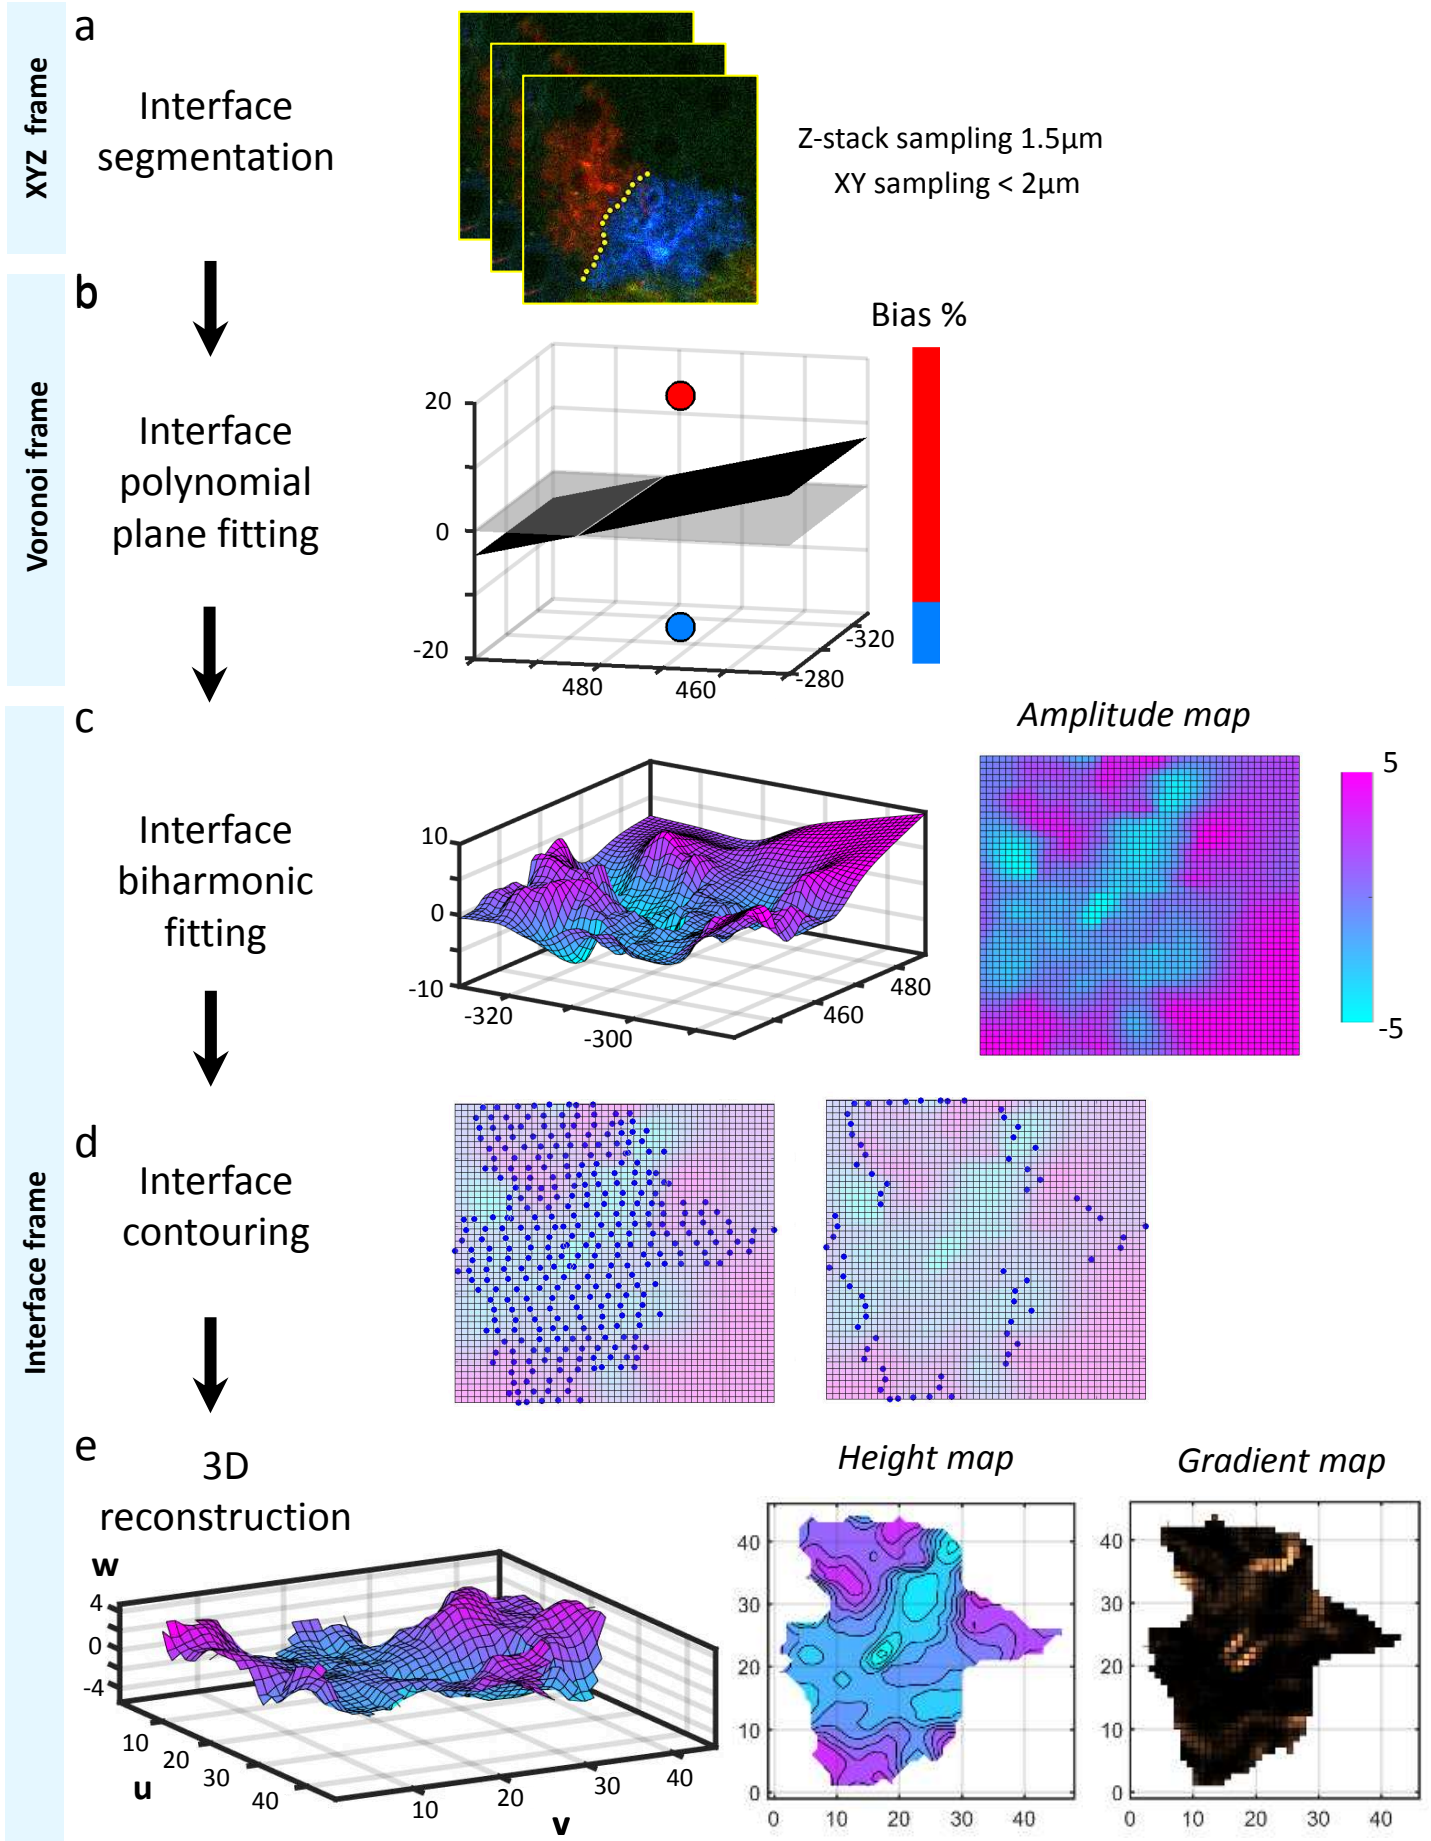 a
XYZ frame
Interface
segmentation
Z-stack sampling 1.5µm
XY sampling < 2µm
b
Voronoi frame
Interface
polynomial
plane fitting
Bias %
20
0
-20
480
460
-280
-320
c
Interface frame
Interface
biharmonic
fitting
10
0
-10
-320
-300
460
480
Amplitude map
5
-5
d
Interface
contouring
e
3D
reconstruction
w
4
0
-4
10
20
30
40
u
10
20
30
40
v
Height map
40
30
20
10
0
0
10
20
30
40
Gradient map
40
30
20
10
0
0
10
20
30
40